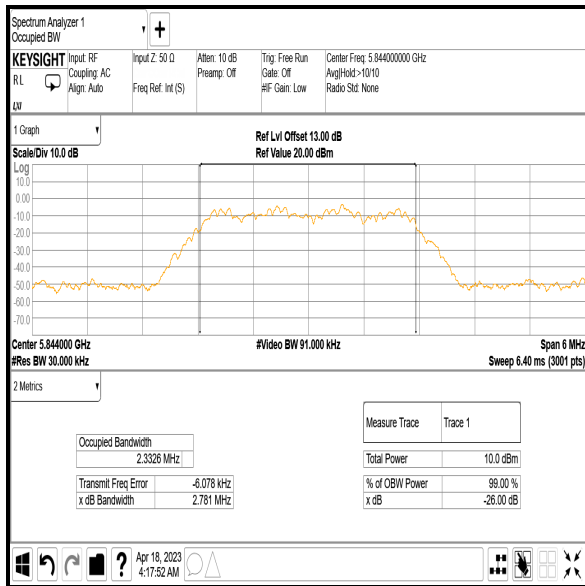 Spectrum Analyzer 1
Occupied BW
KEYSIGHT
R L
LXI
Input: RF
Coupling: AC
Align: Auto
Input Z: 50 Ω
Freq Ref: Int (S)
Atten: 10 dB
Preamp: Off
Trig: Free Run
Gate: Off
#IF Gain: Low
Center Freq: 5.844000000 GHz
Avg|Hold:>10/10
Radio Std: None
1 Graph
Scale/Div 10.0 dB
Ref Lvl Offset 13.00 dB
Ref Value 20.00 dBm
Log
10.0
0.00
-10.0
-20.0
-30.0
-40.0
-50.0
-60.0
-70.0
Center 5.844000 GHz
#Res BW 30.000 kHz
#Video BW 91.000 kHz
Span 6 MHz
Sweep 6.40 ms (3001 pts)
2 Metrics
Occupied Bandwidth
2.3326 MHz
Transmit Freq Error -6.078 kHz
x dB Bandwidth 2.781 MHz
Measure Trace Trace 1
Total Power 10.0 dBm
% of OBW Power 99.00 %
x dB -26.00 dB
?
Apr 18, 2023
4:17:52 AM